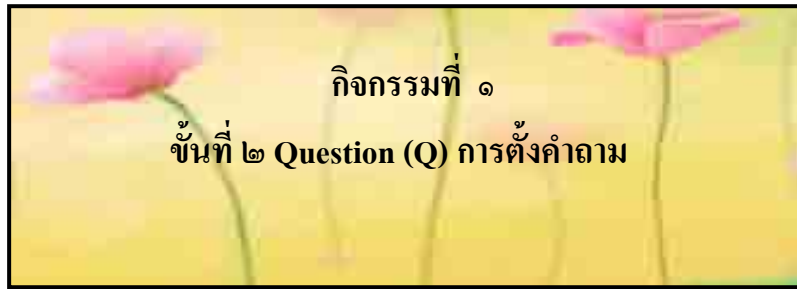 กิจกรรมที่ ๑
ขั้นที่ ๒ Question (Q) การตั้งคำถาม